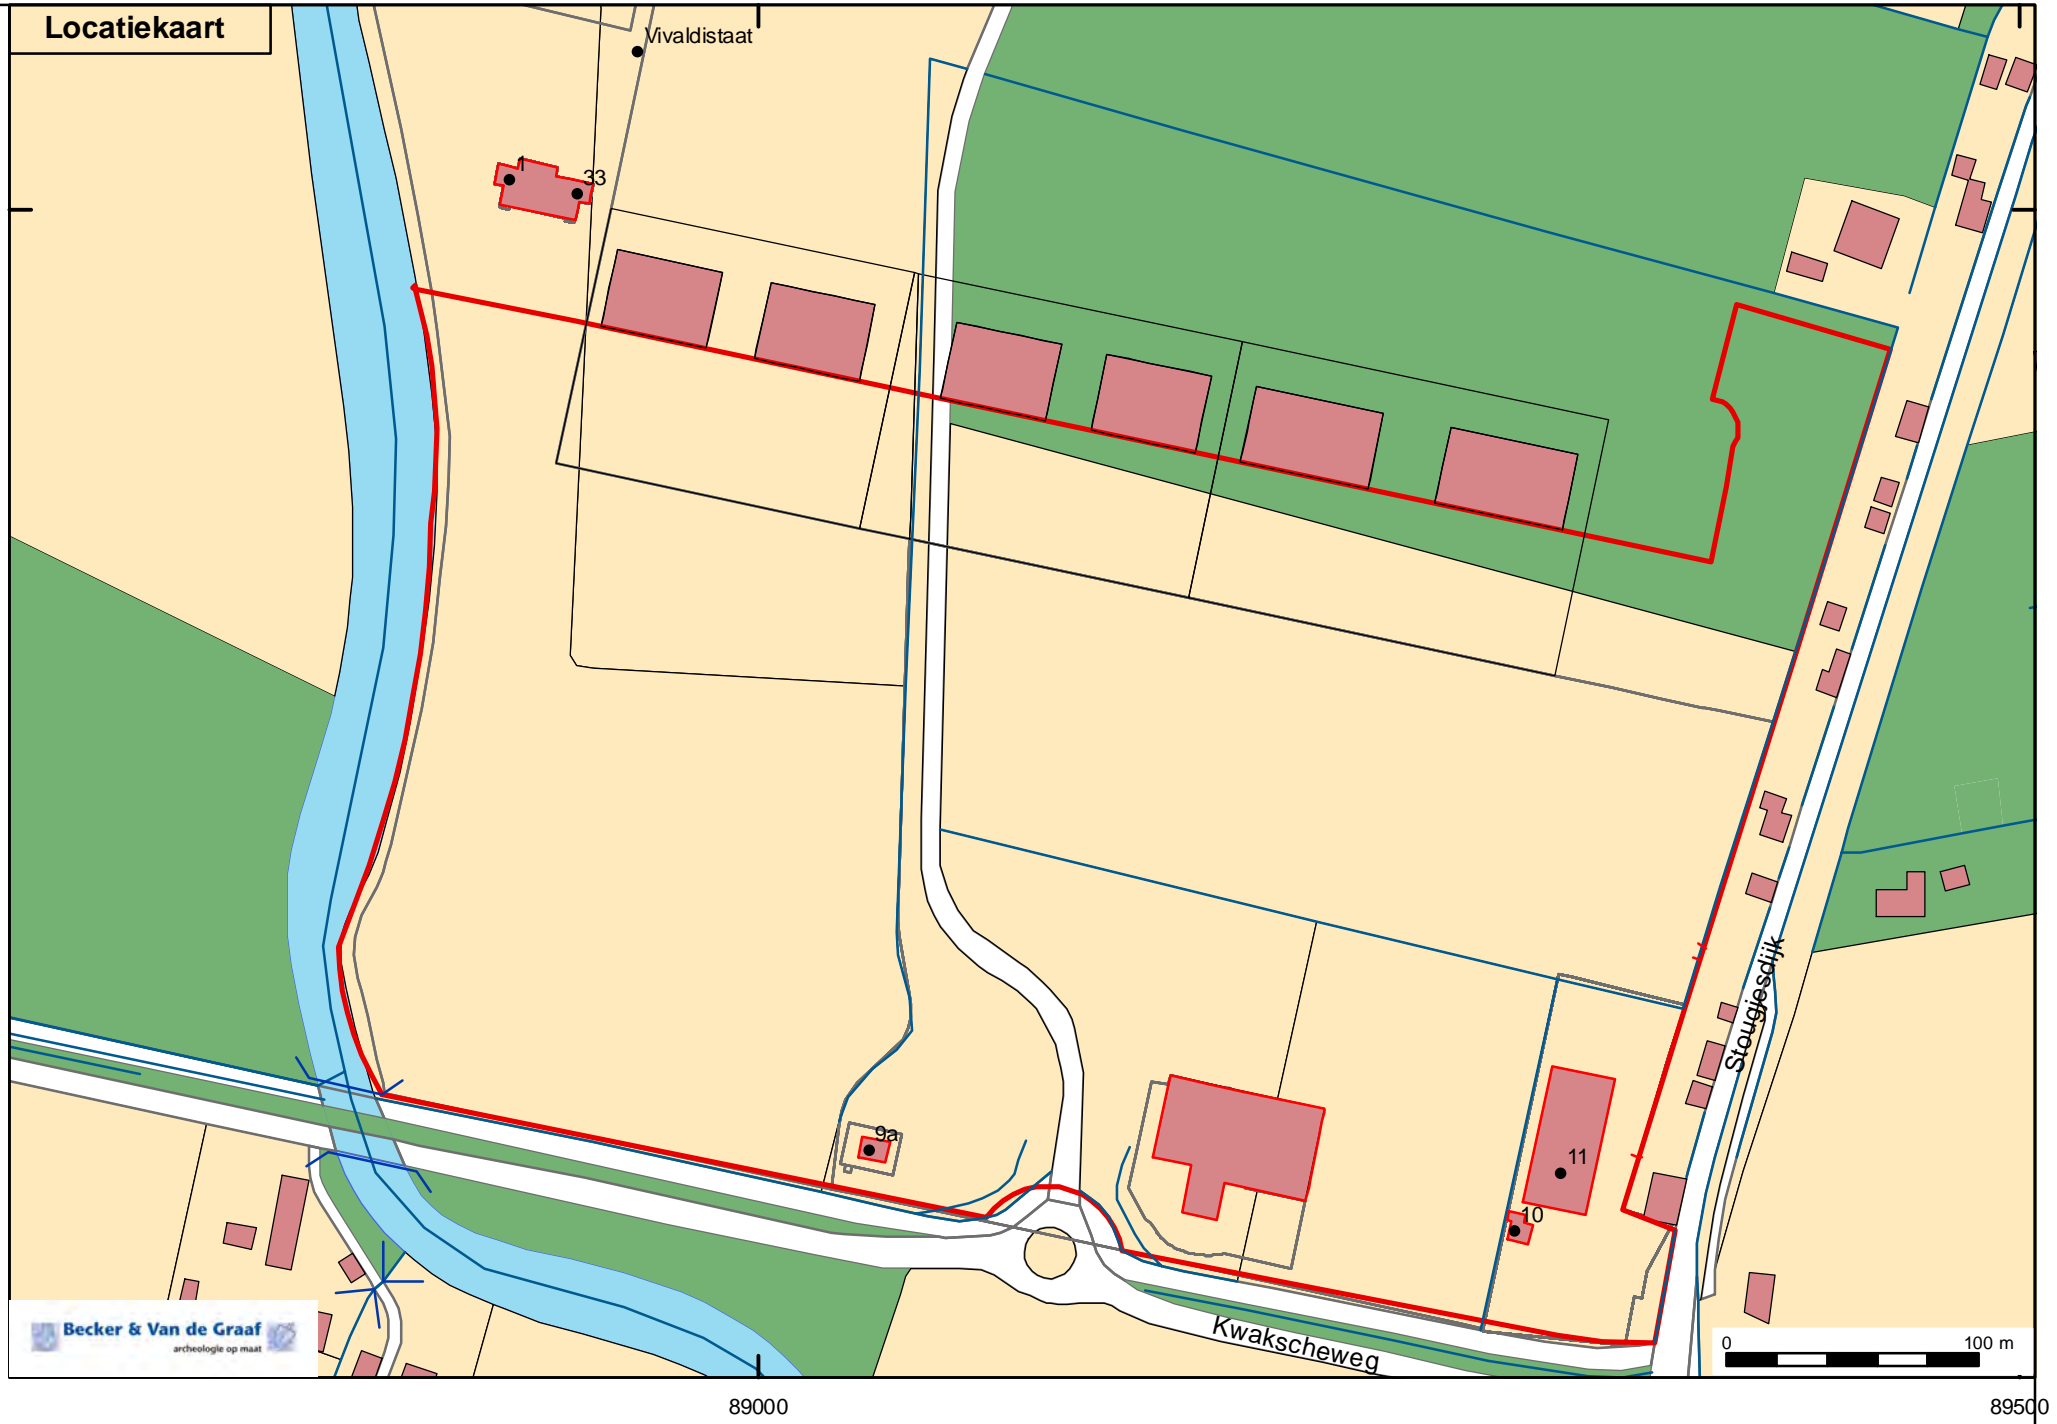 Locatiekaart
Vivaldistaat
1
33
9a
11
10
Stougjesdijk
Kwakscheweg
Becker & Van de Graaf
archeologie op maat
0
100 m
89000
89500